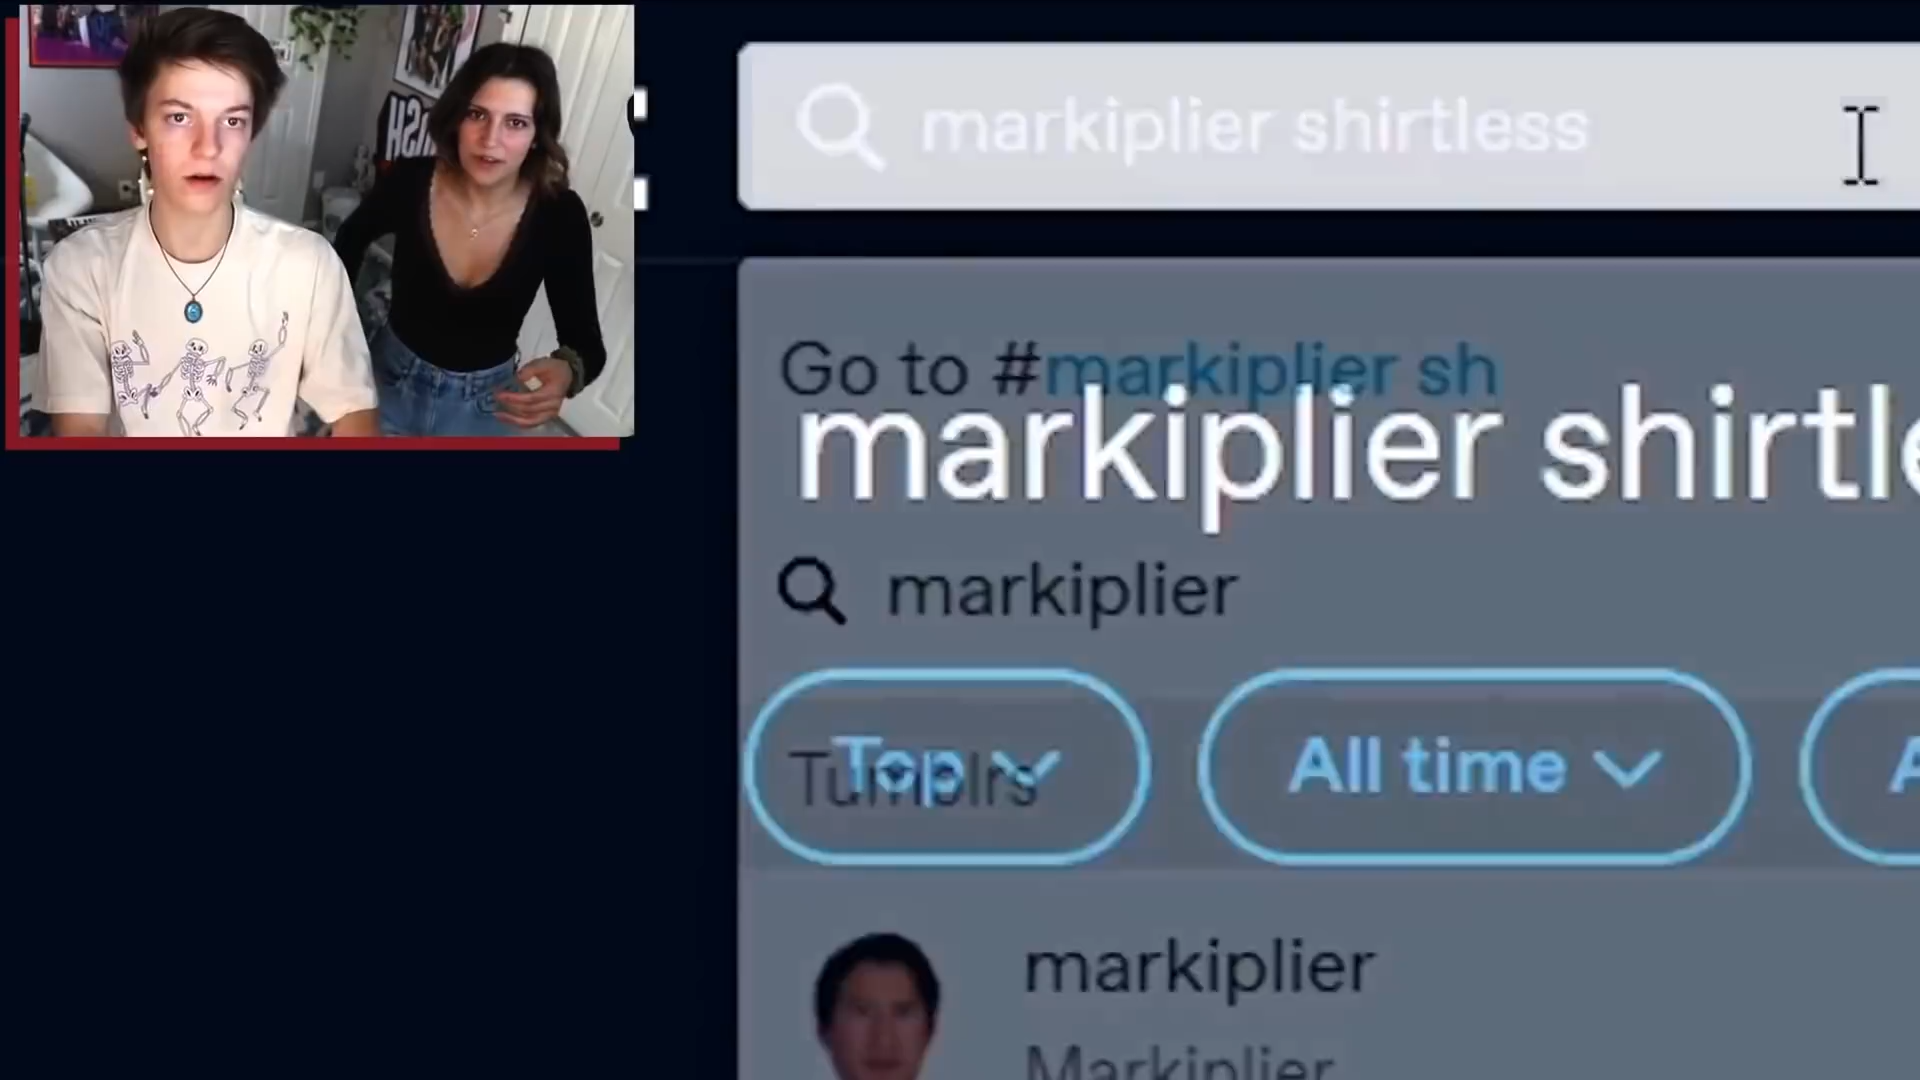 markiplier shirtless
Go to #markiplier sh
markiplier shirtle
markiplier
Top
All time
Tumblrs
markiplier
Markiplier